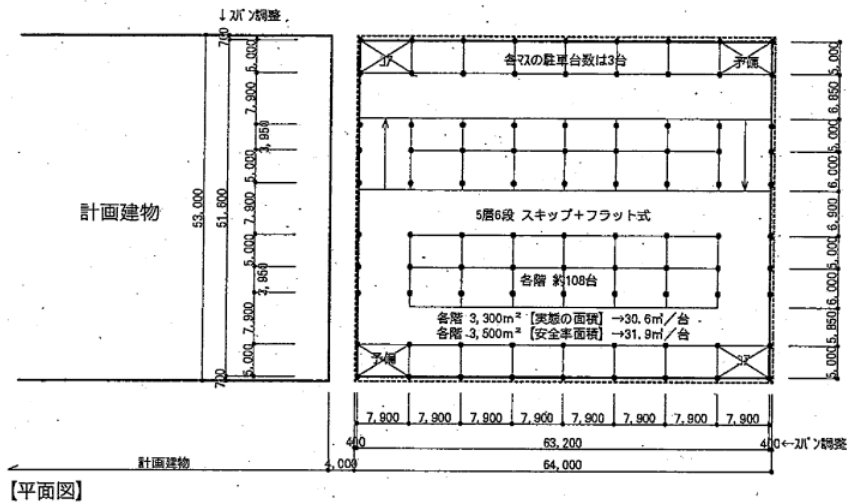 ↓スパン調整
700
5,000
7,900
3,950
5,000
7,900
5,000
3,950
7,900
5,000
700
53,000
51,600
計画建物
コア
各マスの駐車台数は3台
予備
5層6段 スキップ+フラット式
各階 約108台
各階 3,300m² 【実態の面積】 →30.6㎡/台
各階 3,500m² 【安全率面積】 →31.9㎡/台
予備
コア
5,000
6,850
5,000
6,000
6,900
5,000
6,000
5,850
5,000
7,900 7,900 7,900 7,900 7,900 7,900 7,900 7,900
400 63,200 400←スパン調整
計画建物 4,000 64,000
【平面図】